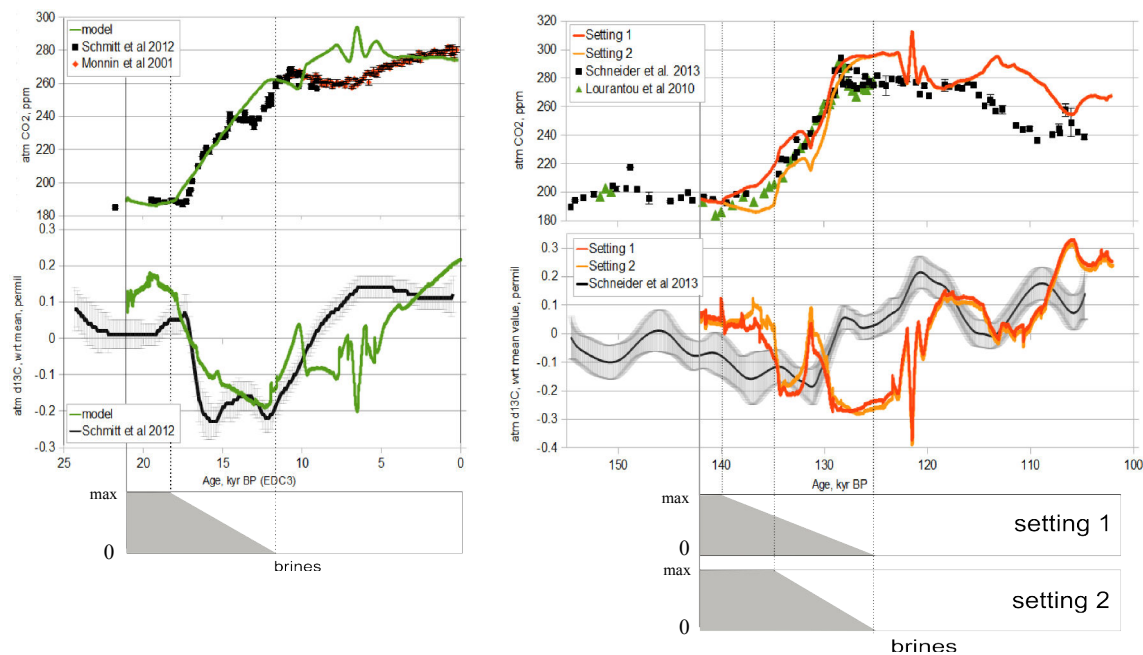 300
280
260
240
220
200
180
atm CO2, ppm
model
Schmitt et al 2012
Monnin et al 2001
0.3
0.2
0.1
0
-0.1
-0.2
0.3
atm d13C, wrt mean, permil
model
Schmitt et al 2012
25 20 15 10 5 0
Age, kyr BP (EDC3)
max
0
brines
320
300
280
260
240
220
200
180
atm CO2, ppm
Setting 1
Setting 2
Schneider et al. 2013
Lourantou et al 2010
0.3
0.2
0.1
0.0
-0.1
-0.2
-0.3
-0.4
atm d13C, wrt mean value, permil
Setting 1
Setting 2
Schneider et al 2013
150 140 130 120 110 100
Age, kyr BP
max
0
setting 1
max
0
setting 2
brines